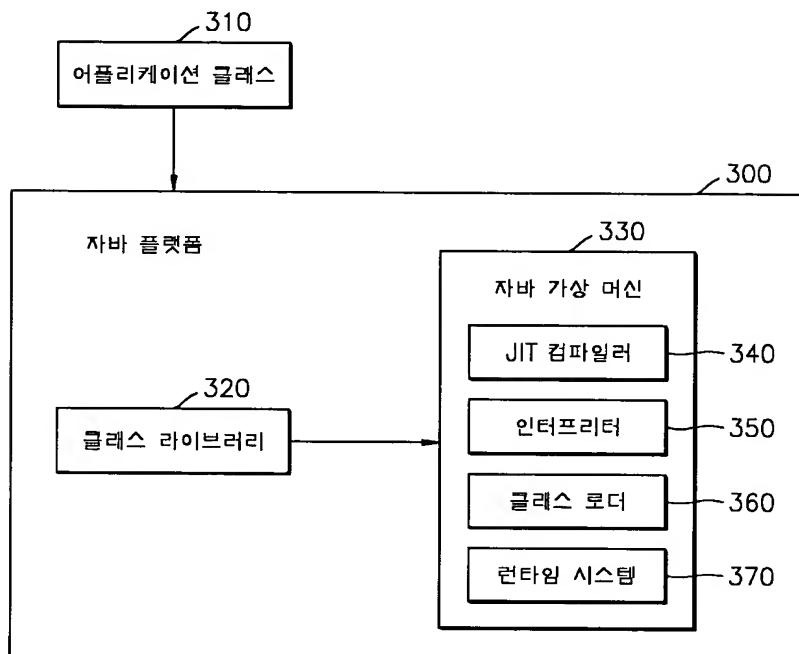 310
어플리케이션 클래스
300
자바 플랫폼
330
자바 가상 머신
JIT 컴파일러
340
320
클래스 라이브러리
인터프리터
350
클래스 로더
360
런타임 시스템
370